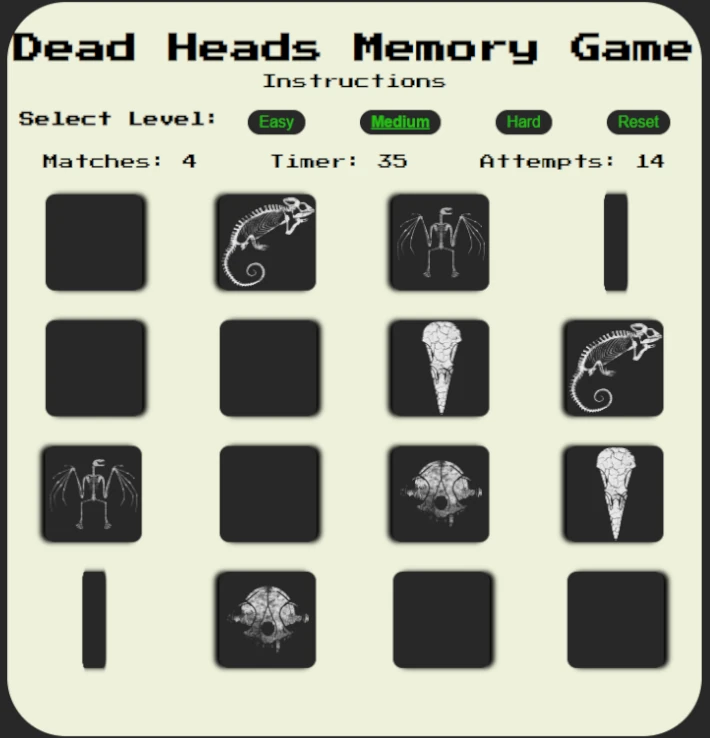 Dead Heads Memory Game
Instructions
Select Level: Easy Medium Hard Reset
Matches: 4 Timer: 35 Attempts: 14